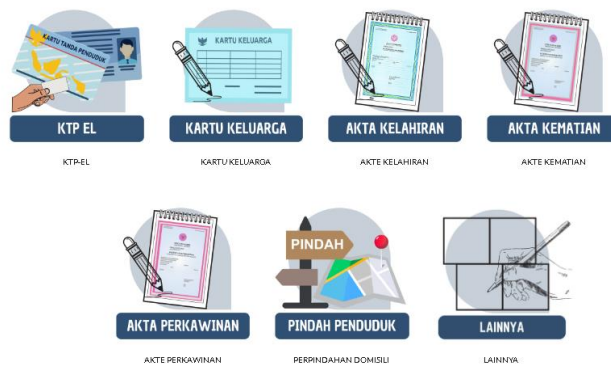 KARTU TANDA PENDUDUK
KARTU KELUARGA
KTP EL
KARTU KELUARGA
AKTA KELAHIRAN
AKTA KEMATIAN
KTP-EL
KARTU KELUARGA
AKTE KELAHIRAN
AKTE KEMATIAN
PINDAH
AKTA PERKAWINAN
PINDAH PENDUDUK
LAINNYA
AKTE PERKAWINAN
PERPINDAHAN DOMISILI
LAINNYA